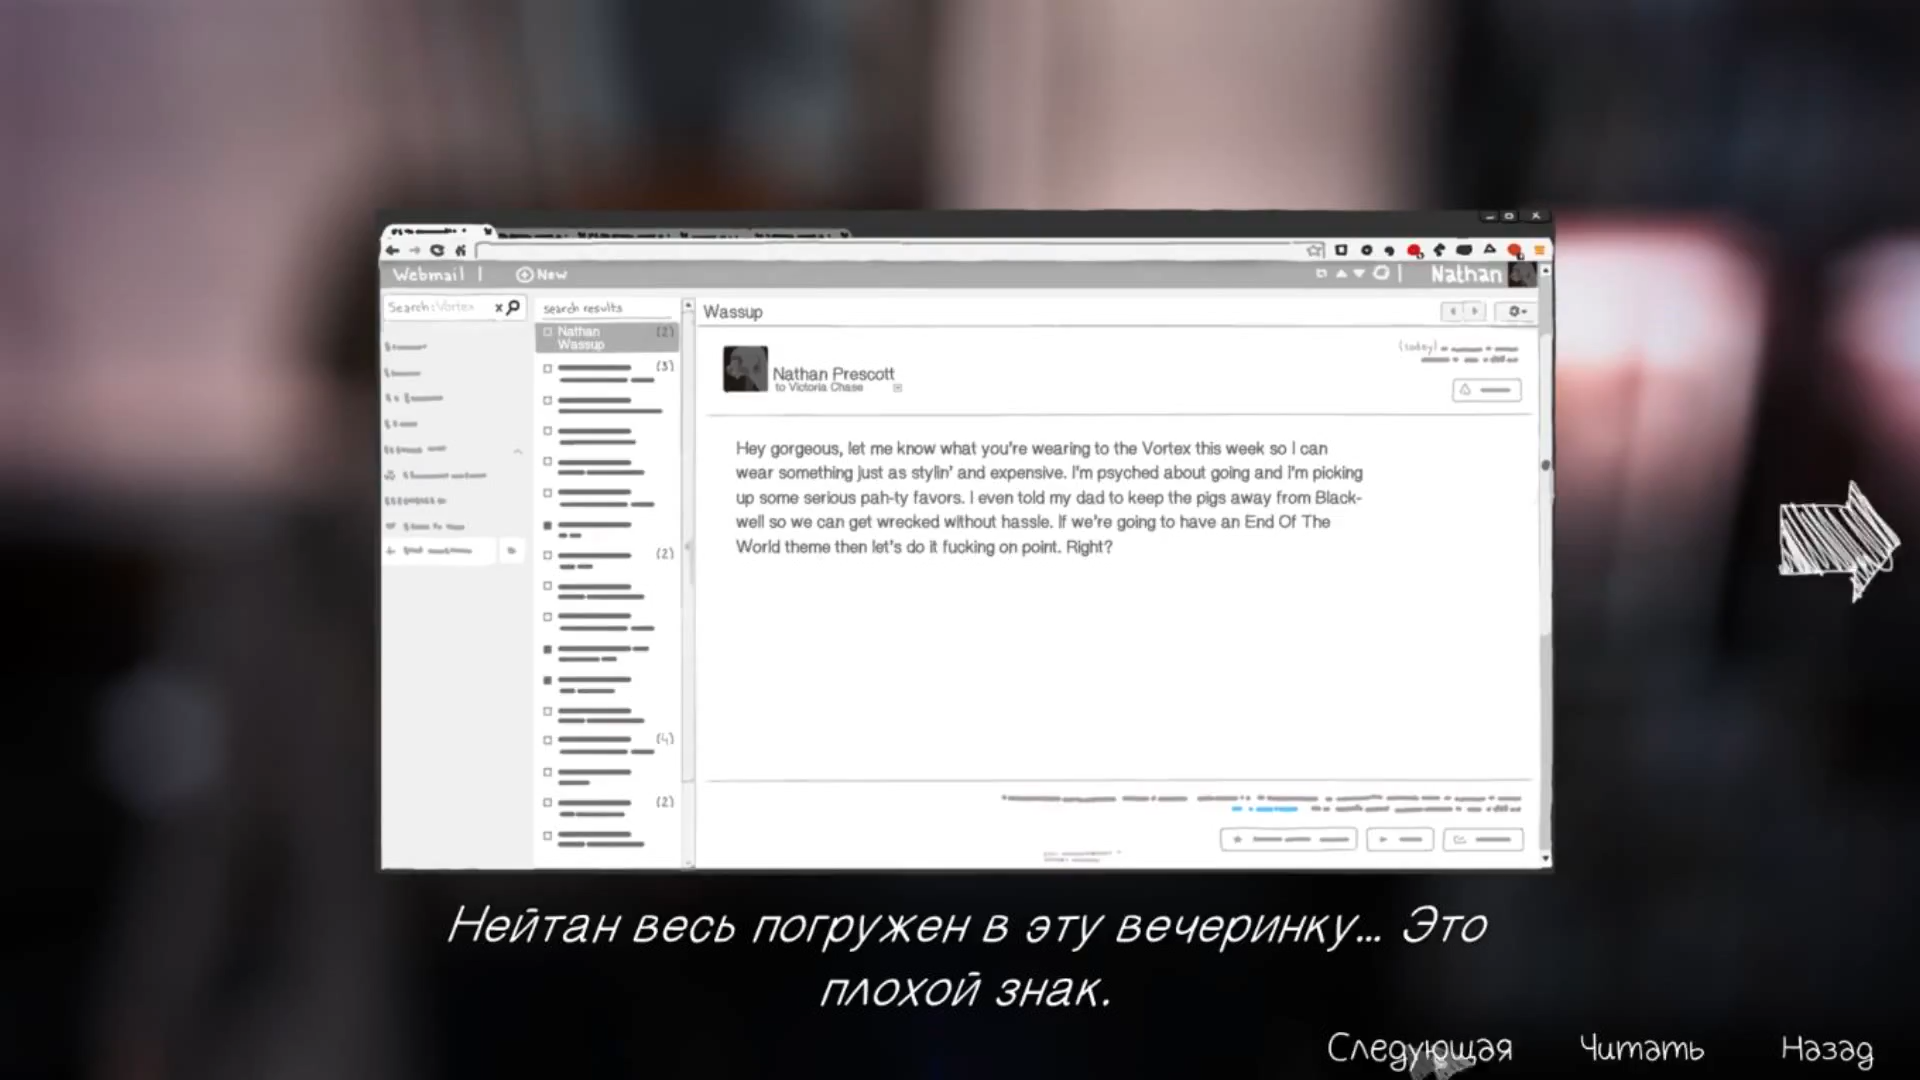 Webmail |
New
Nathan
Search: Vortex
search results
Nathan (2)
Wassup
(3)
(2)
(4)
(2)
Wassup
(today)
Nathan Prescott
to Victoria Chase
Hey gorgeous, let me know what you're wearing to the Vortex this week so I can
wear something just as stylin' and expensive. I'm psyched about going and I'm picking
up some serious pah-ty favors. I even told my dad to keep the pigs away from Black-
well so we can get wrecked without hassle. If we're going to have an End Of The
World theme then let's do it fucking on point. Right?
Нейтан весь погружен в эту вечеринку... Это
плохой знак.
Следующая Читать Назад